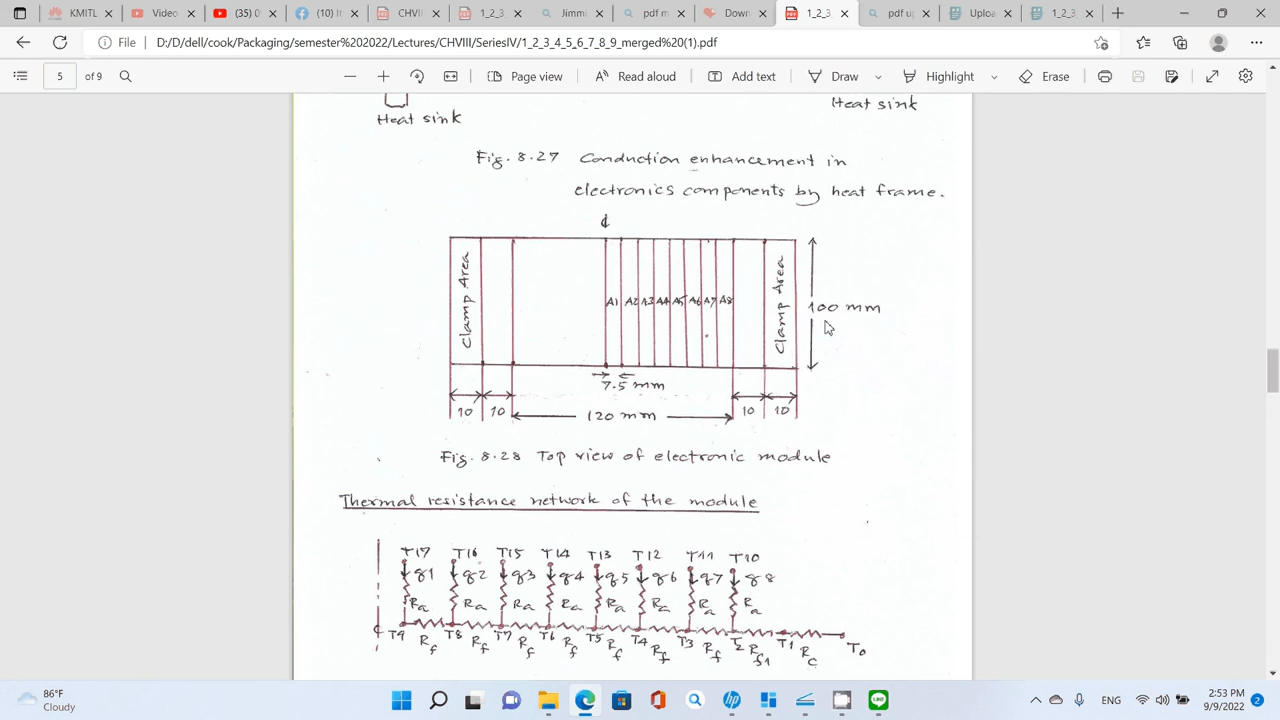 KMITL
Video
(35) 0
(10) m
CHVII
1_2_3
Jimmi
pdf m
Down
1_2_3
pdf up
Uploa
1_2_3
File
D:/D/dell/cook/Packaging/semester%202022/Lectures/CHVIII/SeriesIV/1_2_3_4_5_6_7_8_9_merged%20(1).pdf
5 of 9
Page view
Read aloud
Add text
Draw
Highlight
Erase
Heat sink
Heat sink
Fig. 8.27 Conduction enhancement in
electronics components by heat frame.
℄
Clamp Area
A1 A2 A3 A4 A5 A6 A7 A8
Clamp Area
100 mm
7.5 mm
10 10 120 mm 10 10
Fig. 8.28 Top view of electronic module
Thermal resistance network of the module
T17 T16 T15 T14 T13 T12 T11 T10
q1 q2 q3 q4 q5 q6 q7 q8
Ra Ra Ra Ra Ra Ra Ra Ra
℄ T9 T8 T7 T6 T5 T4 T3 T2 T1 To
Rf Rf Rf Rf Rf Rf Rf Rf1 Rc
86°F
Cloudy
ENG
2:53 PM
9/9/2022
2